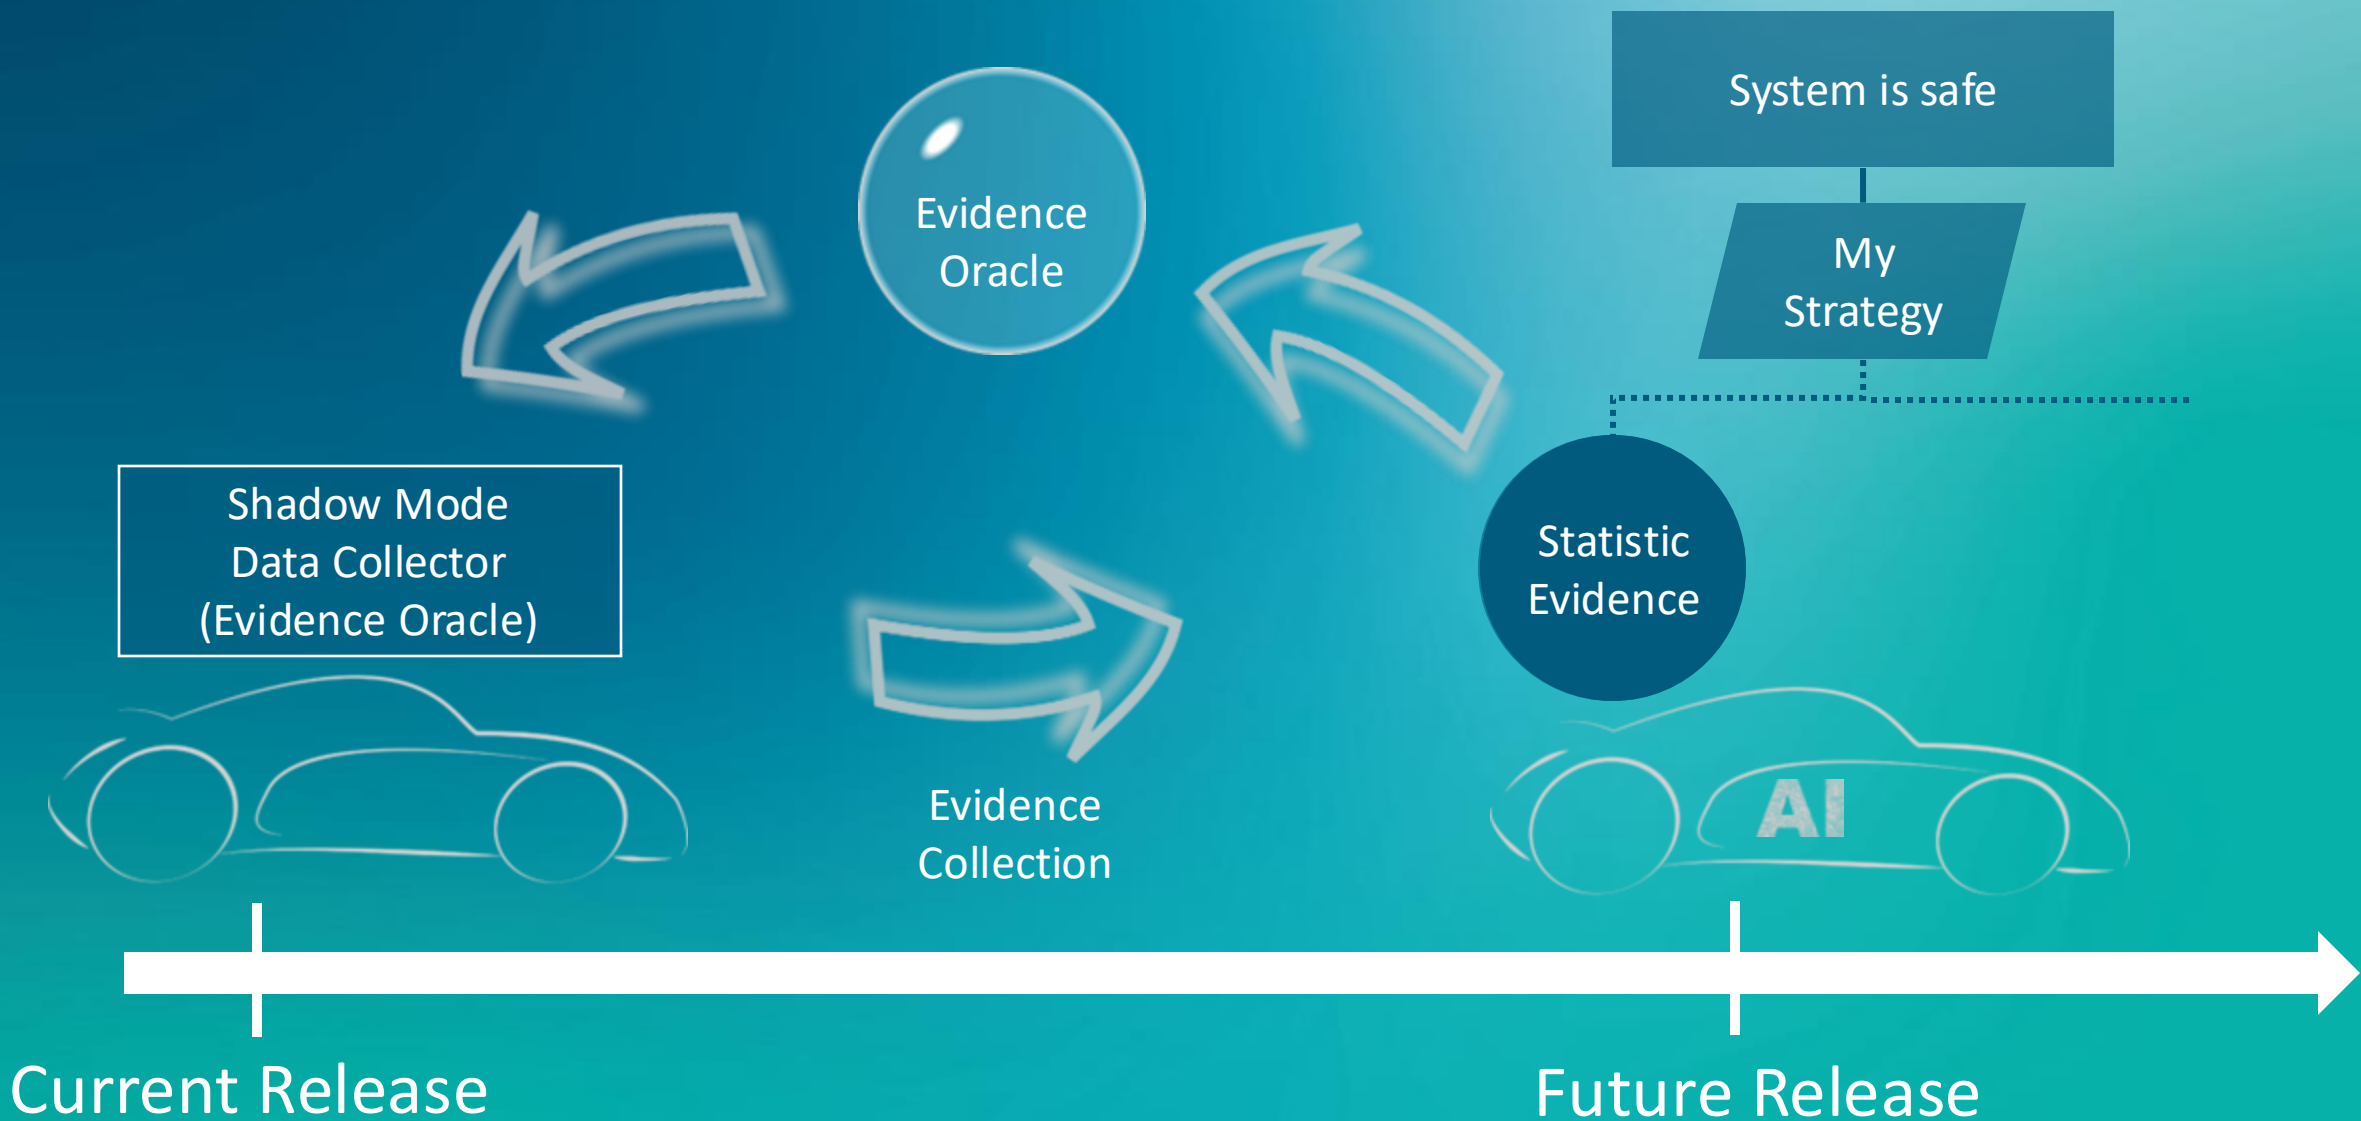 System is safe
My
Strategy
Evidence
Oracle
Shadow Mode
Data Collector
(Evidence Oracle)
Statistic
Evidence
Evidence
Collection
AI
Current Release
Future Release